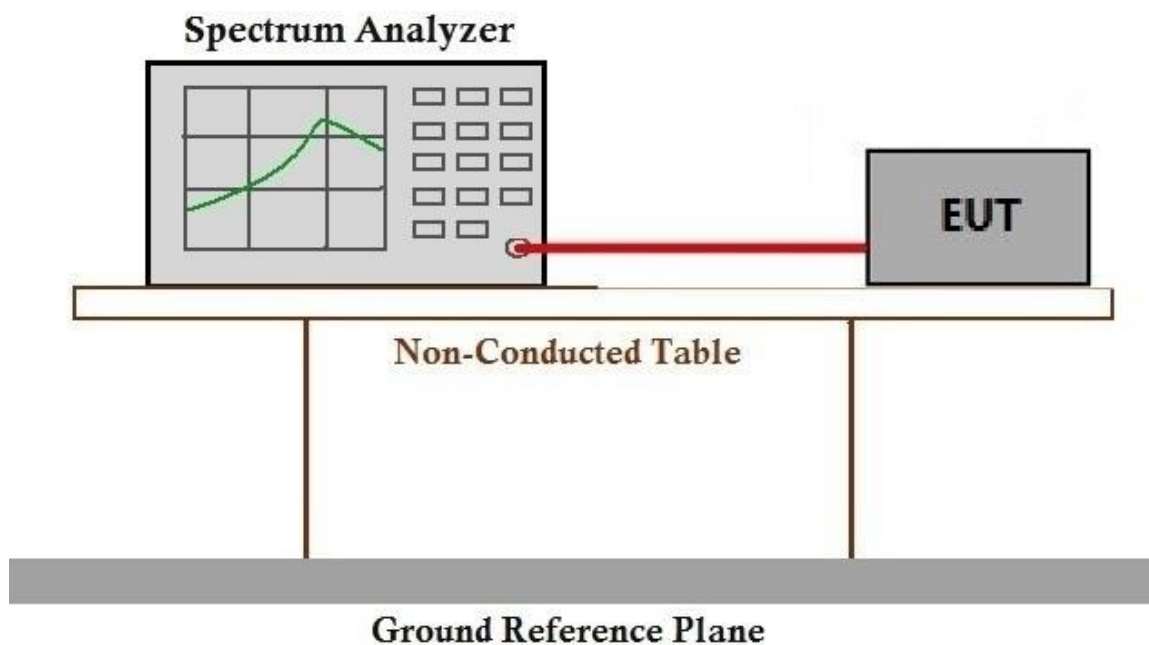 Spectrum Analyzer
EUT
Non-Conducted Table
Ground Reference Plane